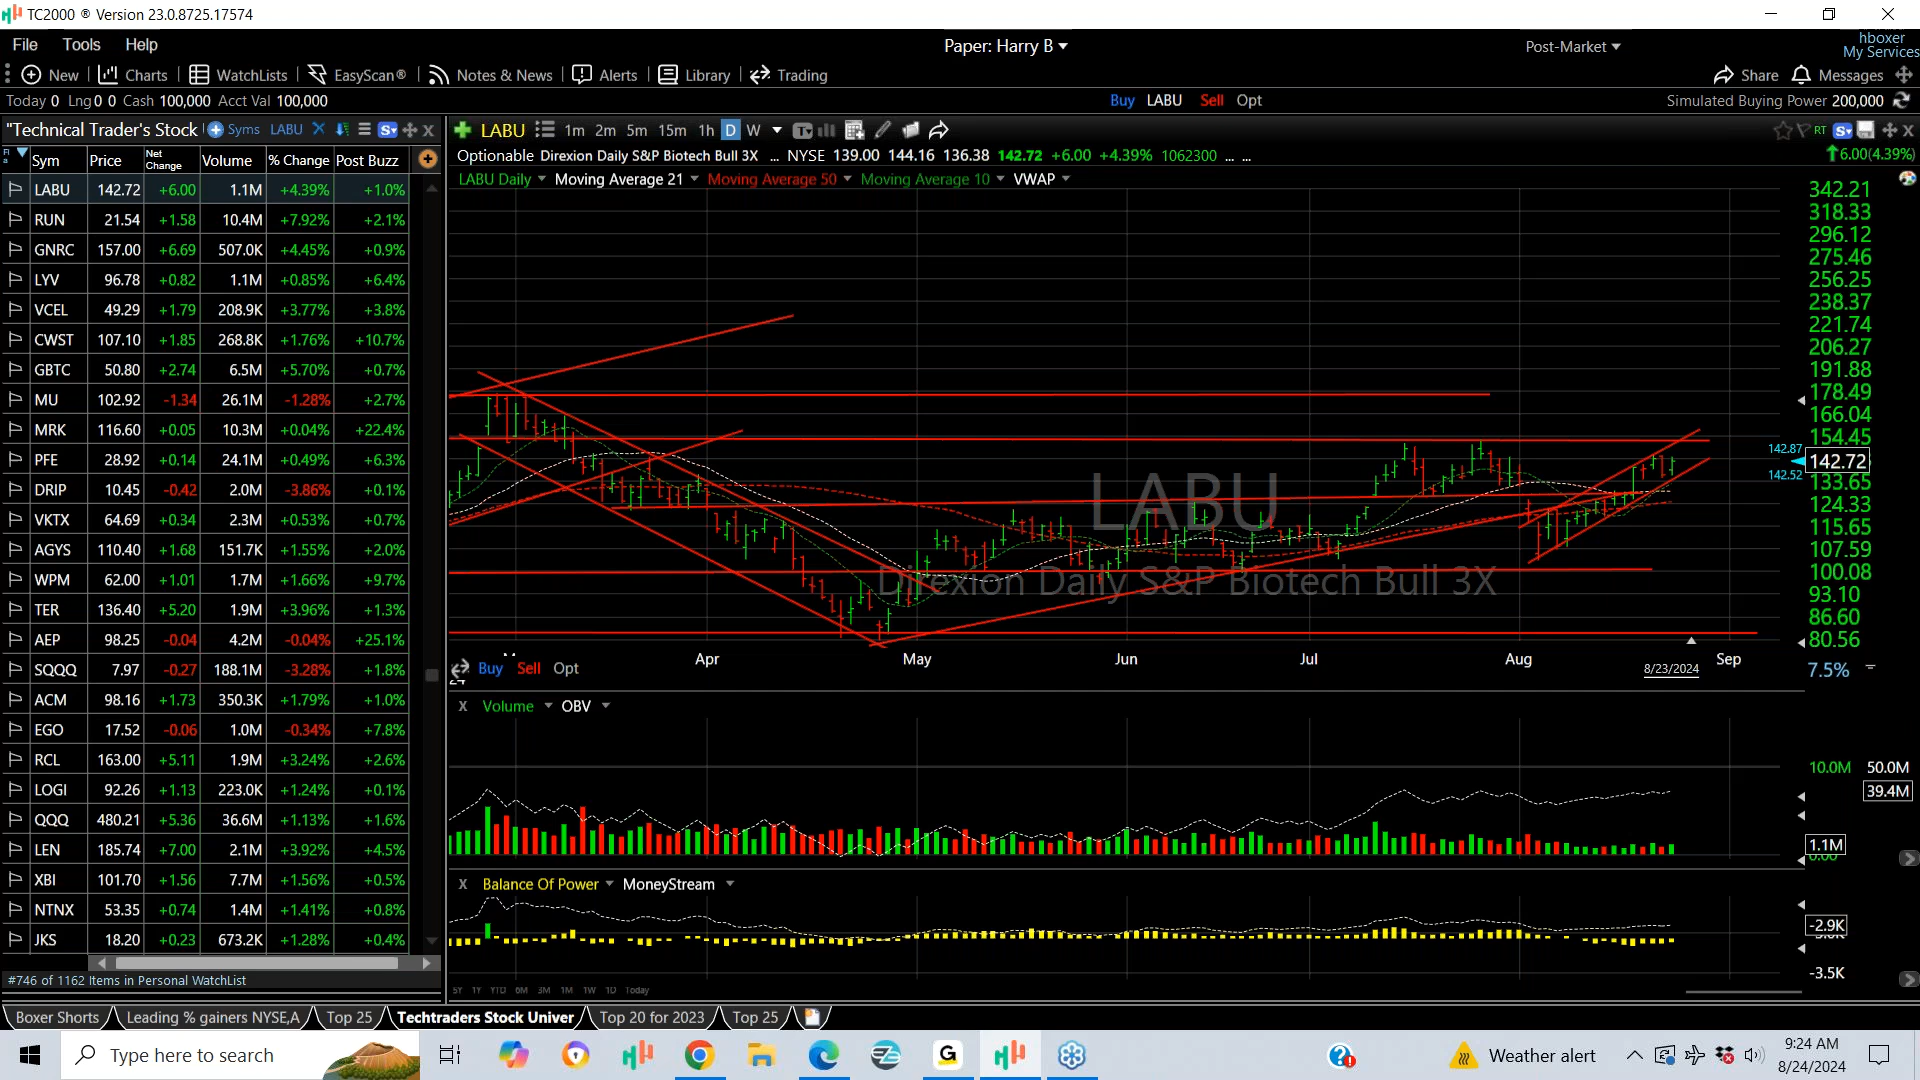 TC2000 ® Version 23.0.8725.17574
File Tools Help
Paper: Harry B
Post-Market
hboxer
My Services
New Charts WatchLists EasyScan® Notes & News Alerts Library Trading
Share Messages
Today 0 Lng 0 0 Cash 100,000 Acct Val 100,000
Buy LABU Sell Opt
Simulated Buying Power 200,000
"Technical Trader's Stock Syms LABU
LABU 1m 2m 5m 15m 1h D W
RT
Optionable Direxion Daily S&P Biotech Bull 3X ... NYSE 139.00 144.16 136.38 142.72 +6.00 +4.39% 1062300 ... ...
6.00(4.39%)
LABU Daily Moving Average 21 Moving Average 50 Moving Average 10 VWAP
Sym Price Net Change Volume % Change Post Buzz
LABU 142.72 +6.00 1.1M +4.39% +1.0%
RUN 21.54 +1.58 10.4M +7.92% +2.1%
GNRC 157.00 +6.69 507.0K +4.45% +0.9%
LYV 96.78 +0.82 1.1M +0.85% +6.4%
VCEL 49.29 +1.79 208.9K +3.77% +3.8%
CWST 107.10 +1.85 268.8K +1.76% +10.7%
GBTC 50.80 +2.74 6.5M +5.70% +0.7%
MU 102.92 -1.34 26.1M -1.28% +2.7%
MRK 116.60 +0.05 10.3M +0.04% +22.4%
PFE 28.92 +0.14 24.1M +0.49% +6.3%
DRIP 10.45 -0.42 2.0M -3.86% +0.1%
VKTX 64.69 +0.34 2.3M +0.53% +0.7%
AGYS 110.40 +1.68 151.7K +1.55% +2.0%
WPM 62.00 +1.01 1.7M +1.66% +9.7%
TER 136.40 +5.20 1.9M +3.96% +1.3%
AEP 98.25 -0.04 4.2M -0.04% +25.1%
SQQQ 7.97 -0.27 188.1M -3.28% +1.8%
ACM 98.16 +1.73 350.3K +1.79% +1.0%
EGO 17.52 -0.06 1.0M -0.34% +7.8%
RCL 163.00 +5.11 1.9M +3.24% +2.6%
LOGI 92.26 +1.13 223.0K +1.24% +0.1%
QQQ 480.21 +5.36 36.6M +1.13% +1.6%
LEN 185.74 +7.00 2.1M +3.92% +4.5%
XBI 101.70 +1.56 7.7M +1.56% +0.5%
NTNX 53.35 +0.74 1.4M +1.41% +0.8%
JKS 18.20 +0.23 673.2K +1.28% +0.4%
#746 of 1162 Items in Personal WatchList
342.21
318.33
296.12
275.46
256.25
238.37
221.74
206.27
191.88
178.49
166.04
154.45
142.87
142.72
142.52
133.65
124.33
115.65
107.59
100.08
93.10
86.60
80.56
LABU
Direxion Daily S&P Biotech Bull 3X
Apr May Jun Jul Aug 8/23/2024 Sep
7.5%
Buy Sell Opt
X Volume OBV
10.0M 50.0M
39.4M
1.1M
X Balance Of Power MoneyStream
-2.9K
-3.5K
5Y 1Y YTD 6M 3M 1M 1W 1D Today
Boxer Shorts Leading % gainers NYSE,A Top 25 Techtraders Stock Univer Top 20 for 2023 Top 25
Type here to search
Weather alert
9:24 AM
8/24/2024